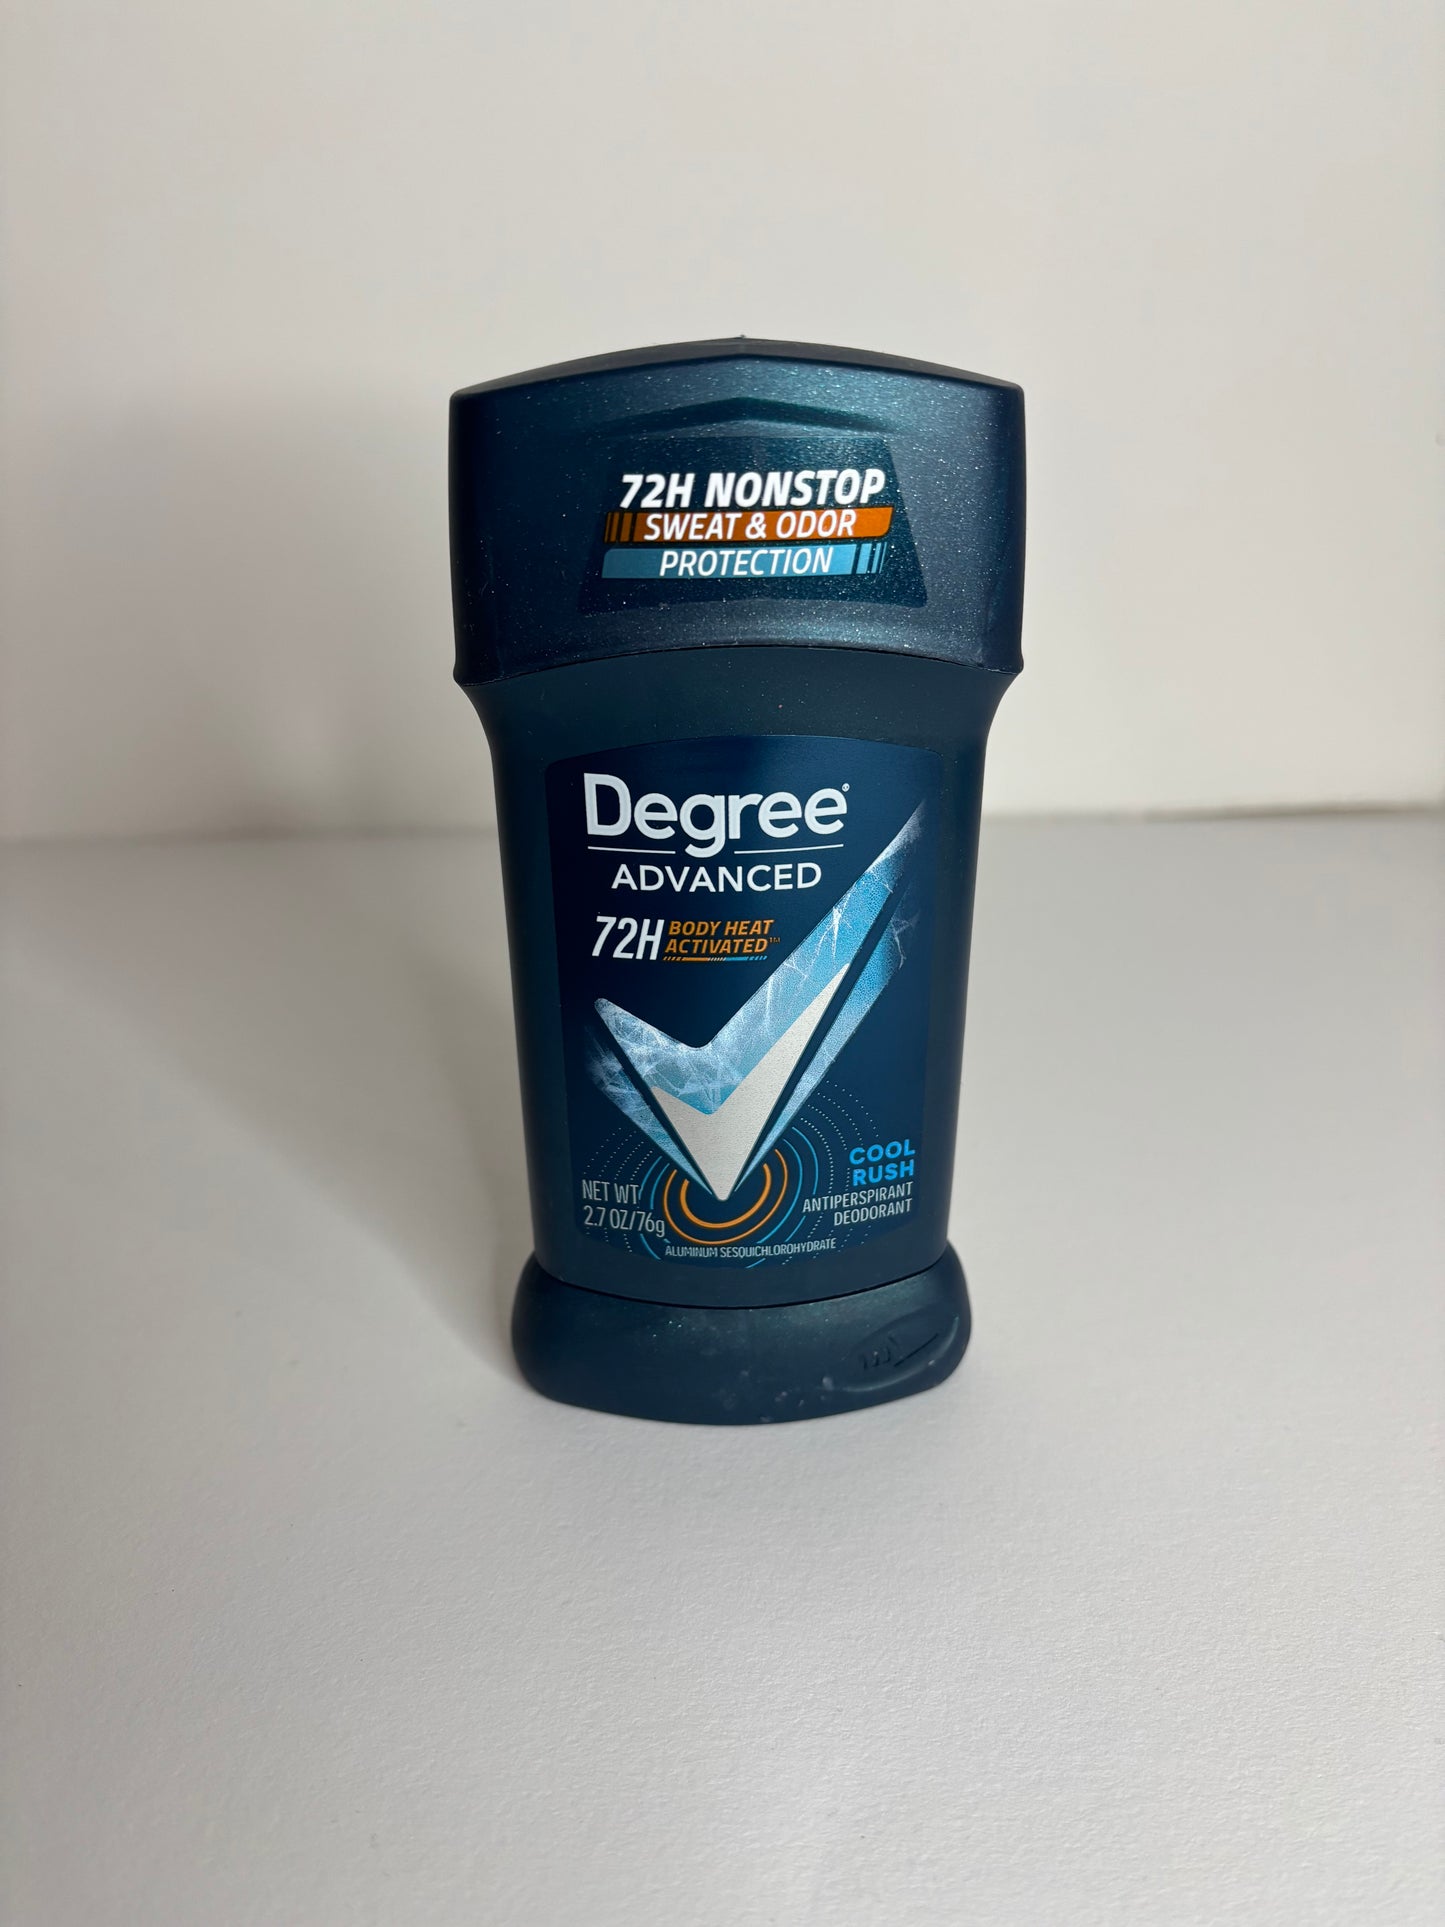 72H NONSTOP
SWEAT & ODOR
PROTECTION
Degree®
ADVANCED
72H BODY HEAT
ACTIVATED™
COOL
RUSH
ANTIPERSPIRANT
DEODORANT
NET WT
2.7 OZ/76g
ALUMINUM SESQUICHLOROHYDRATE